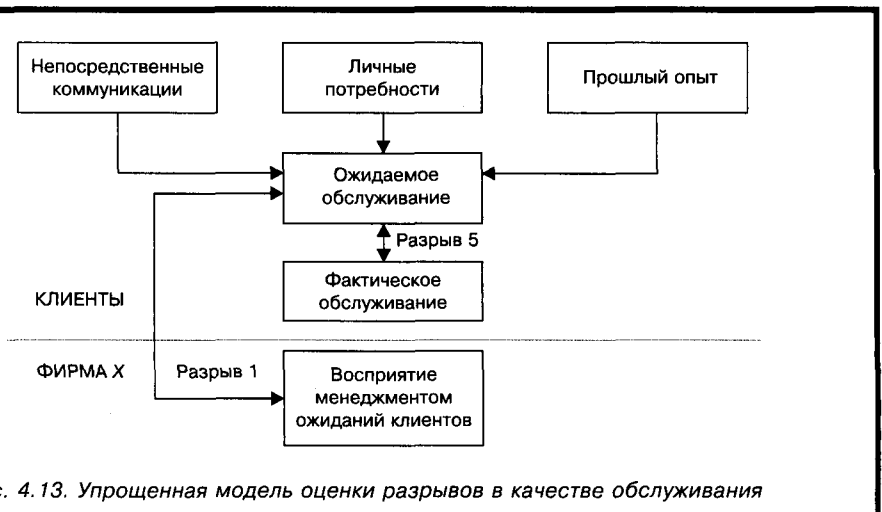 Непосредственные
коммуникации
Личные
потребности
Прошлый опыт
Ожидаемое
обслуживание
Разрыв 5
Фактическое
обслуживание
КЛИЕНТЫ
ФИРМА X
Разрыв 1
Восприятие
менеджментом
ожиданий клиентов
с. 4.13. Упрощенная модель оценки разрывов в качестве обслуживания